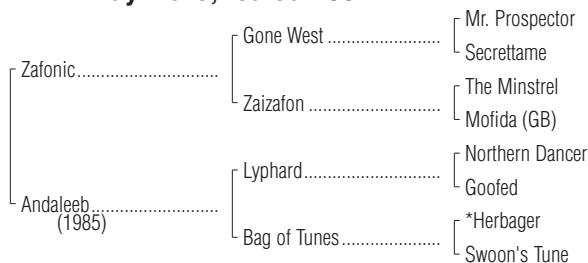 Mr. Prospector
Gone West
Secrettame
Zafonic
The Minstrel
Zaizafon
Mofida (GB)
Northern Dancer
Lyphard
Goofed
Andaleeb
(1985)
*Herbager
Bag of Tunes
Swoon's Tune